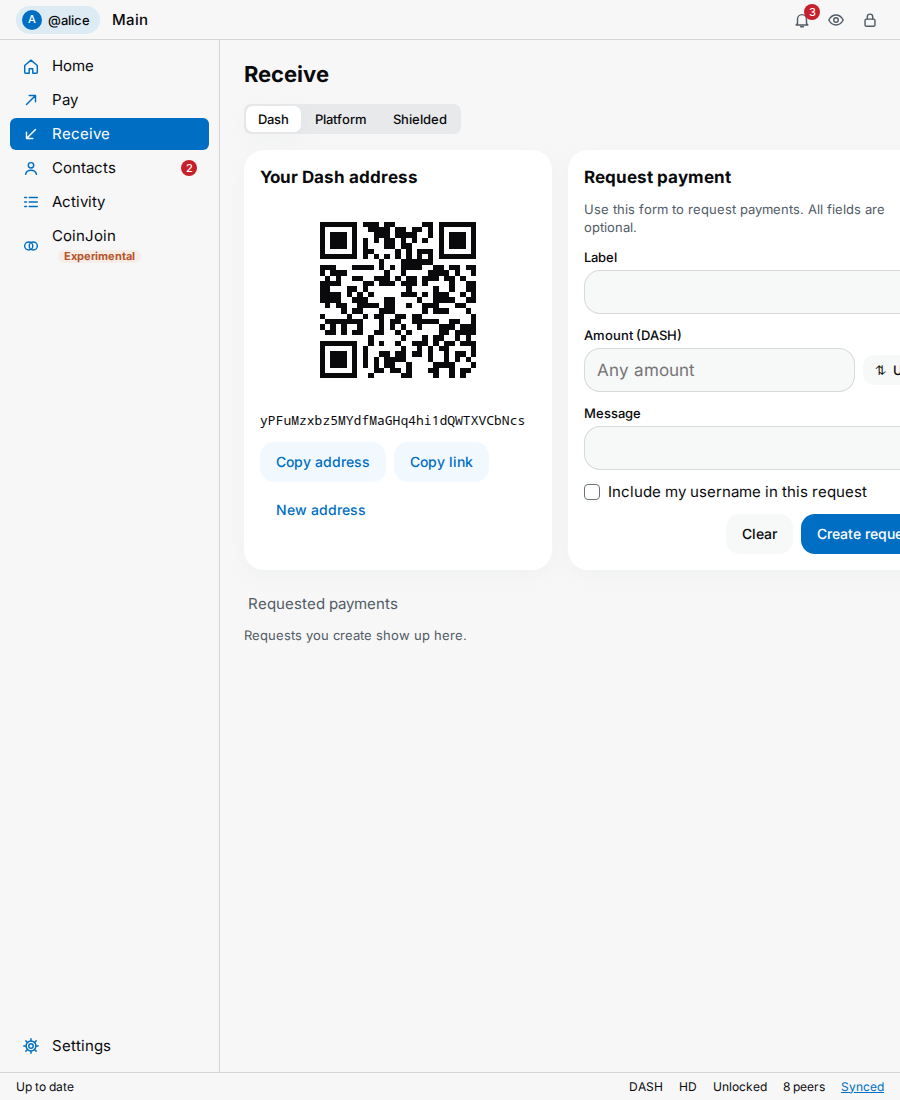 A @alice Main 3
Home
Pay
Receive
Contacts 2
Activity
CoinJoin
Experimental
Settings
Receive
Dash Platform Shielded
Your Dash address
yPFuMzxbz5MYdfMaGHq4hi1dQWTXVCbNcs
Copy address Copy link
New address
Request payment
Use this form to request payments. All fields are
optional.
Label
Amount (DASH)
Any amount
Message
Include my username in this request
Clear Create
Requested payments
Requests you create show up here.
Up to date DASH HD Unlocked 8 peers Synced